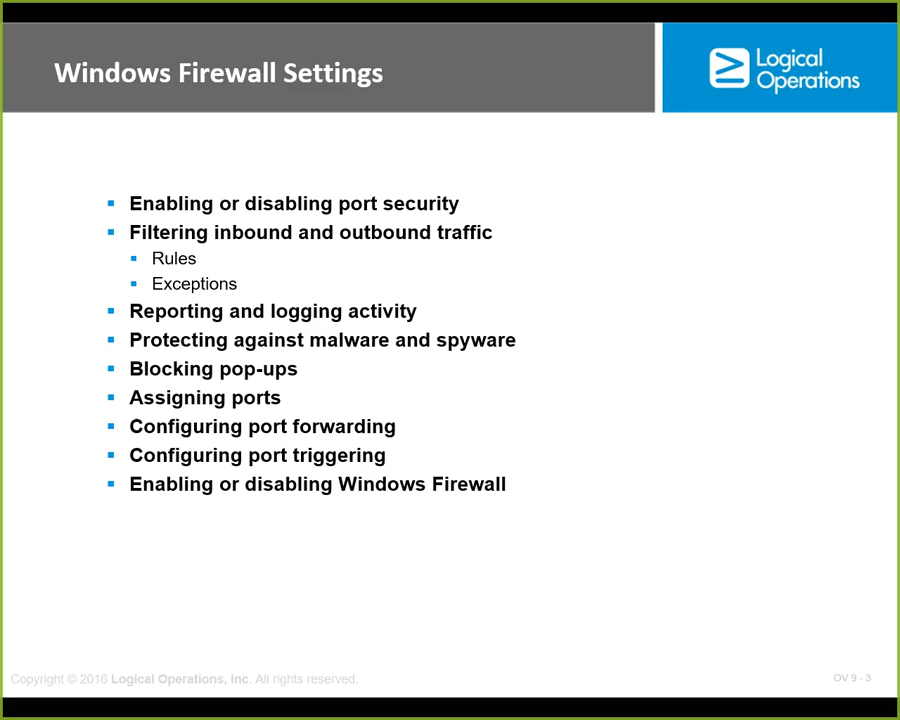 Windows Firewall Settings
Logical
Operations
Enabling or disabling port security
Filtering inbound and outbound traffic
Rules
Exceptions
Reporting and logging activity
Protecting against malware and spyware
Blocking pop-ups
Assigning ports
Configuring port forwarding
Configuring port triggering
Enabling or disabling Windows Firewall
Copyright © 2016 Logical Operations, Inc. All rights reserved.
OV 9 - 3